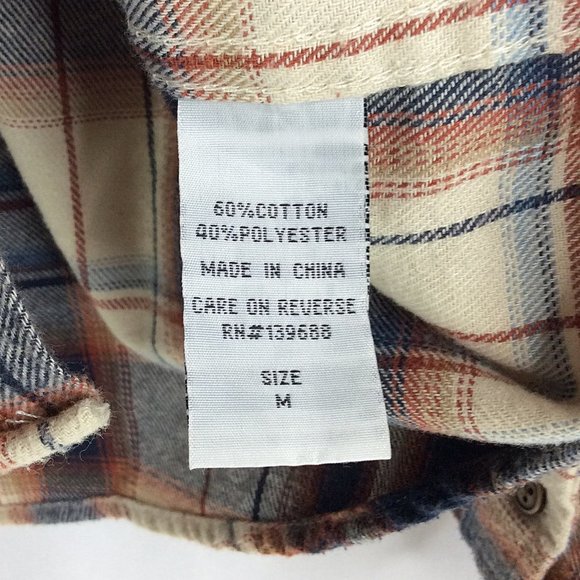 60%COTTON
40%POLYESTER
MADE IN CHINA
CARE ON REVERSE
RN#139688
SIZE
M